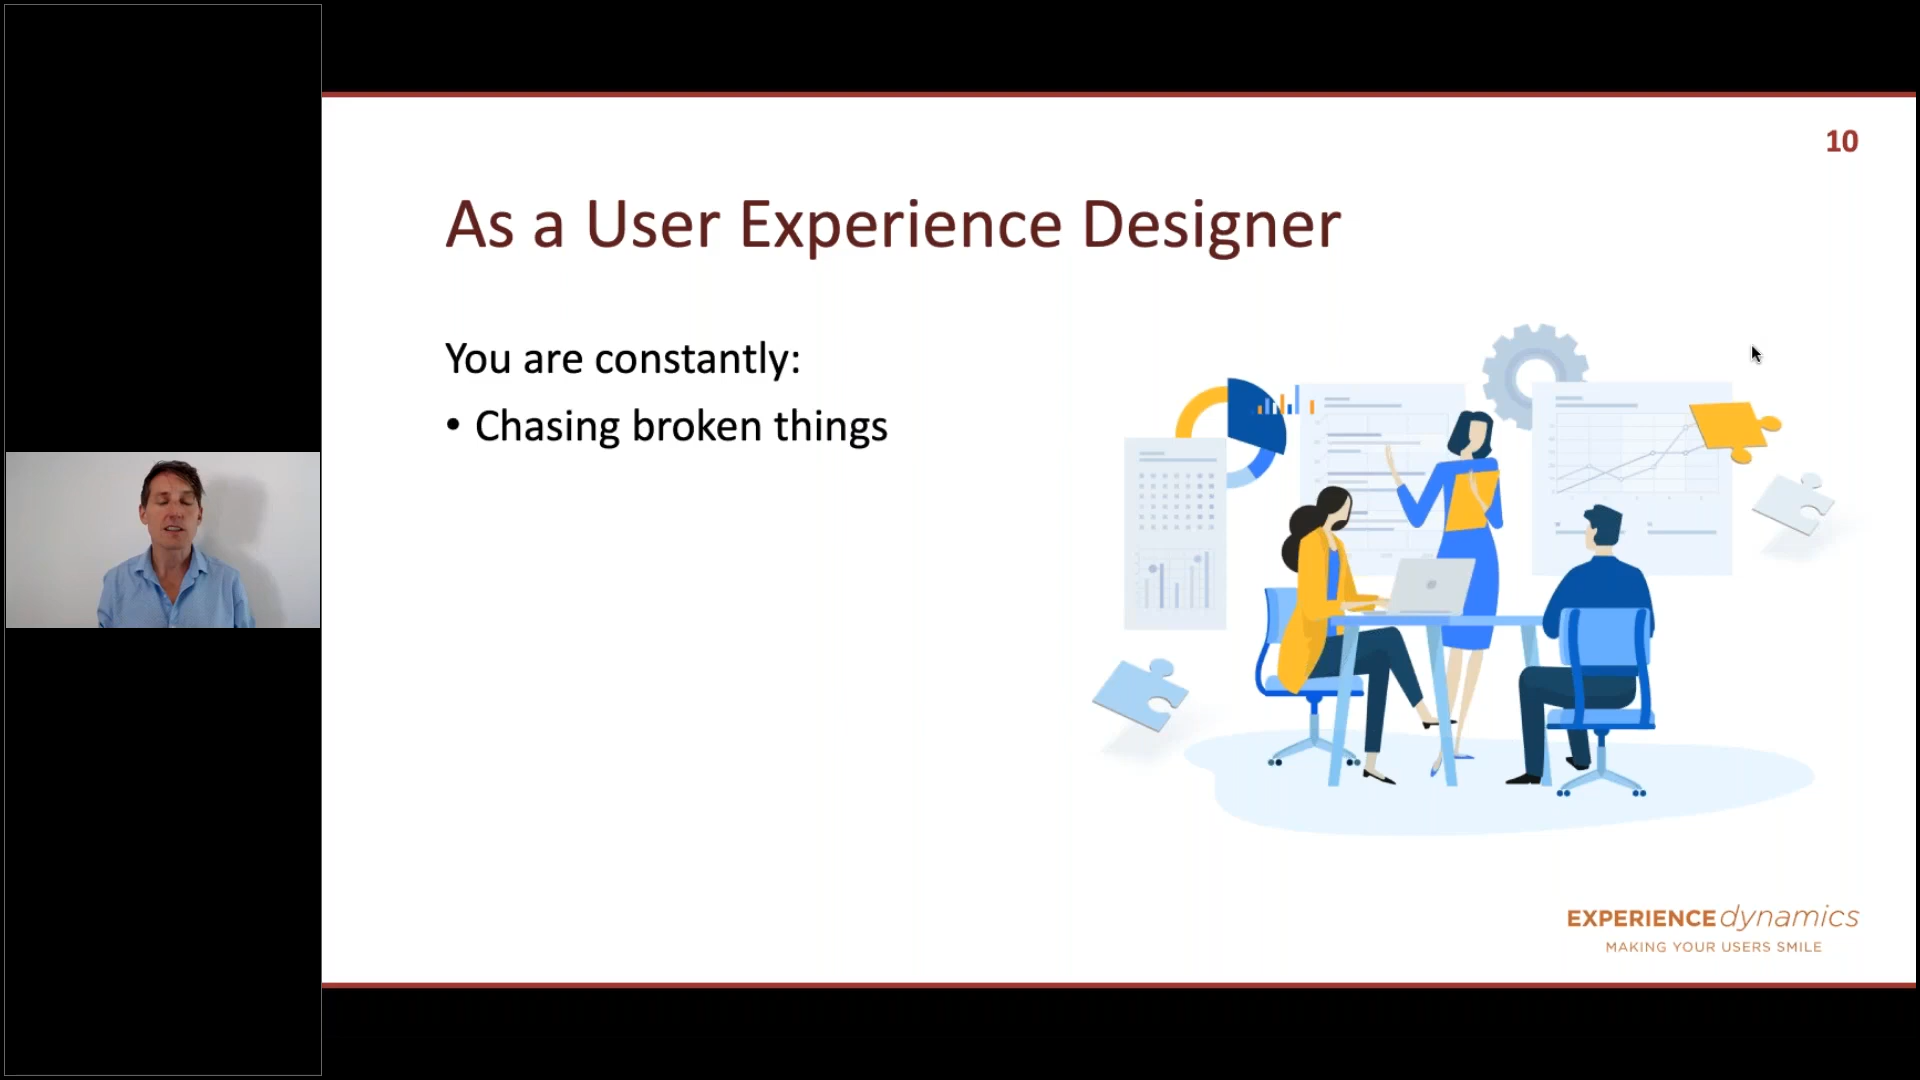 10
As a User Experience Designer
You are constantly:
• Chasing broken things
EXPERIENCE dynamics
MAKING YOUR USERS SMILE